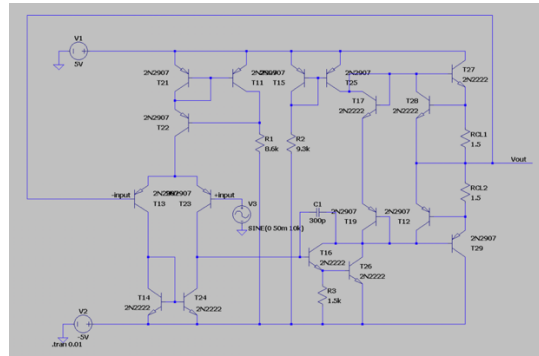 V1
5V
2N2907
T21
2N2907
T11
T15
2N2907
T25
T17
2N2222
T27
2N2222
T28
2N2222
2N2907
T22
R1
8.6k
R2
9.3k
RCL1
1.5
Vout
RCL2
1.5
-input
T13
2N2907
T23
+input
V3
SINE(0 50m 10k)
C1
300p
2N2907
T19
2N2907
T12
2N2907
T29
T16
2N2222
T26
2N2222
R3
1.5k
T14
2N2222
T24
2N2222
V2
-5V
.tran 0.01